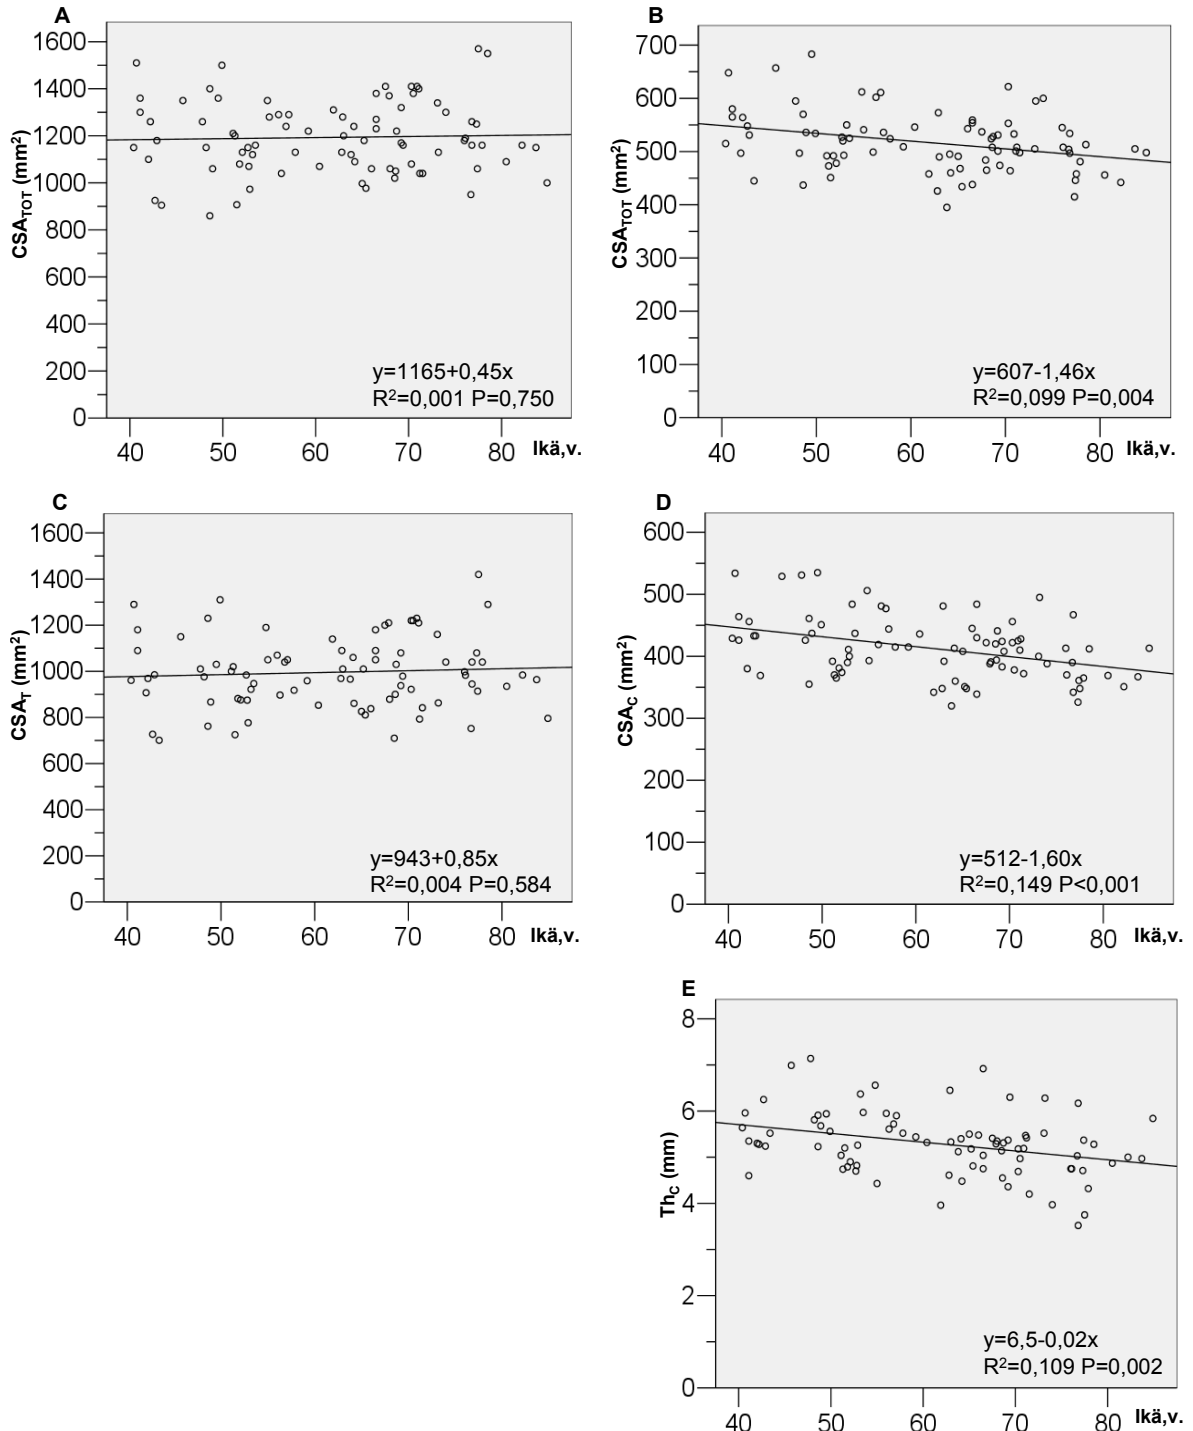 A
1600
1400
1200
1000
800
600
400
200
0
CSATOT (mm²)
y=1165+0,45x
R²=0,001 P=0,750
40 50 60 70 80 Ikä,v.
B
700
600
500
400
300
200
100
0
CSATOT (mm²)
y=607-1,46x
R²=0,099 P=0,004
40 50 60 70 80 Ikä,v.
C
1600
1400
1200
1000
800
600
400
200
0
CSAT (mm²)
y=943+0,85x
R²=0,004 P=0,584
40 50 60 70 80 Ikä,v.
D
600
500
400
300
200
100
0
CSAC (mm²)
y=512-1,60x
R²=0,149 P<0,001
40 50 60 70 80 Ikä,v.
E
8
6
4
2
0
ThC (mm)
y=6,5-0,02x
R²=0,109 P=0,002
40 50 60 70 80 Ikä,v.